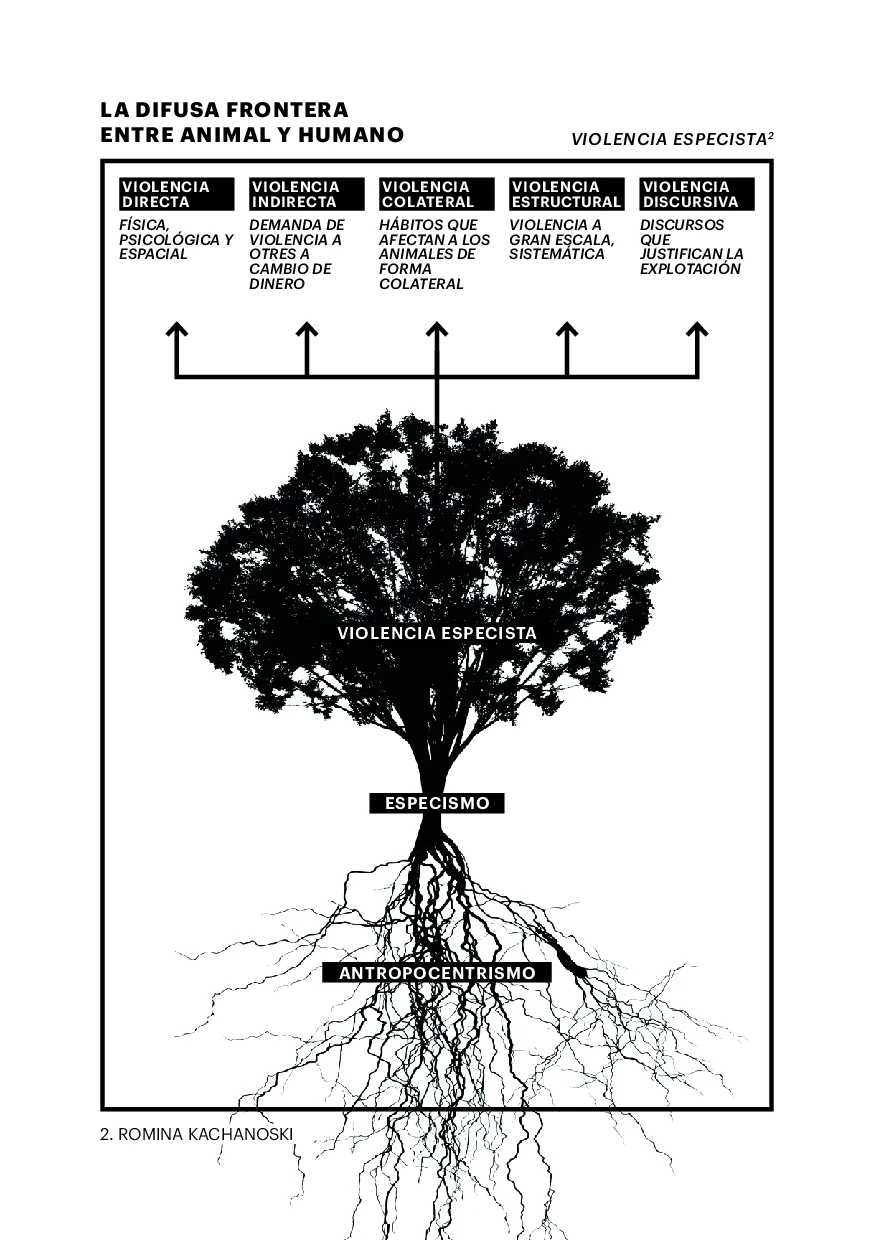 LA DIFUSA FRONTERA
ENTRE ANIMAL Y HUMANO
VIOLENCIA ESPECISTA²
VIOLENCIA
DIRECTA
FÍSICA,
PSICOLÓGICA Y
ESPACIAL
VIOLENCIA
INDIRECTA
DEMANDA DE
VIOLENCIA A
OTRES A
CAMBIO DE
DINERO
VIOLENCIA
COLATERAL
HÁBITOS QUE
AFECTAN A LOS
ANIMALES DE
FORMA
COLATERAL
VIOLENCIA
ESTRUCTURAL
VIOLENCIA A
GRAN ESCALA,
SISTEMÁTICA
VIOLENCIA
DISCURSIVA
DISCURSOS
QUE
JUSTIFICAN LA
EXPLOTACIÓN
VIOLENCIA ESPECISTA
ESPECISMO
ANTROPOCENTRISMO
2. ROMINA KACHANOSKI